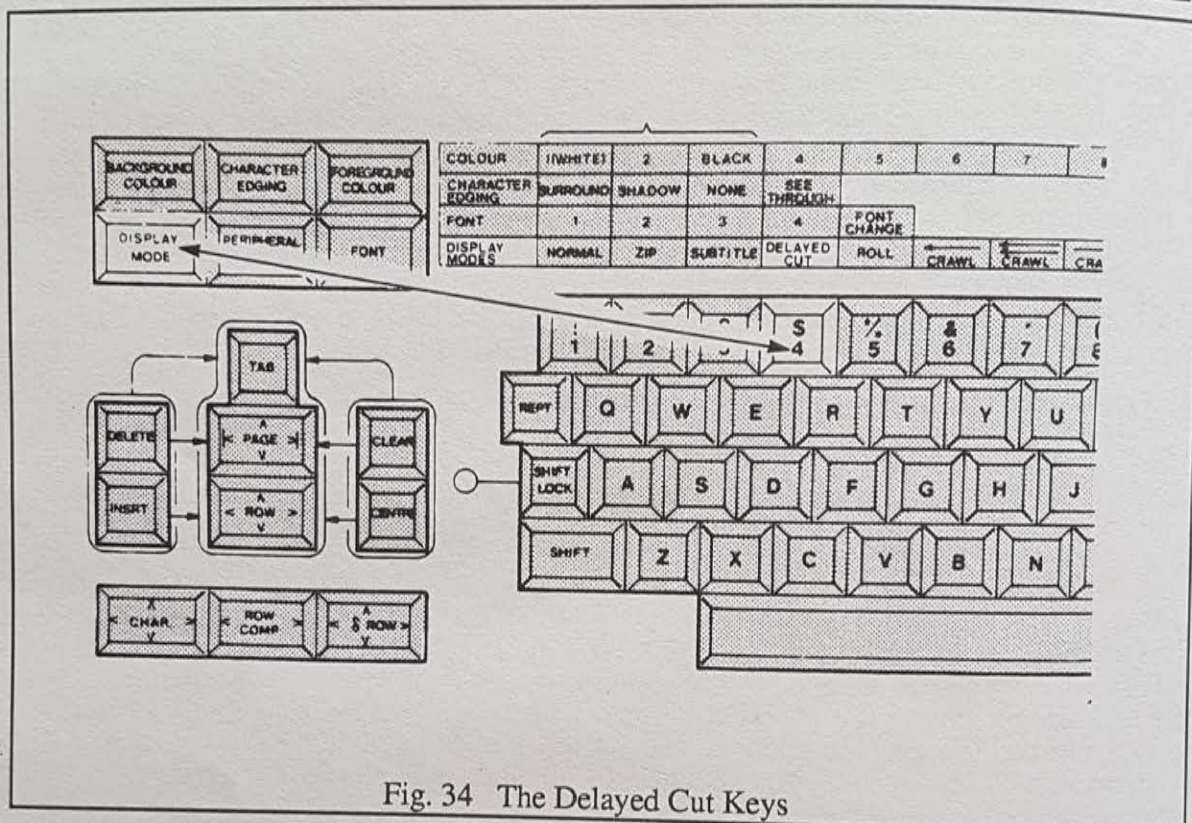 BACKGROUND COLOUR
CHARACTER EDGING
FOREGROUND COLOUR
DISPLAY MODE
PERIPHERAL
FONT
COLOUR 1(WHITE) 2 BLACK 4 5 6 7
CHARACTER EDGING SURROUND SHADOW NONE SEE THROUGH
FONT 1 2 3 4 FONT CHANGE
DISPLAY MODES NORMAL ZIP SUBTITLE DELAYED CUT ROLL CRAWL CRAWL CRA
TAB
DELETE
< PAGE >
CLEAR
INSRT
< ROW >
CENTRE
< CHAR. >
< ROW COMP >
< § ROW >
S % & '
1 2 4 5 6 7
REPT Q W E R T Y U
SHIFT LOCK A S D F G H J
SHIFT Z X C V B N
Fig. 34 The Delayed Cut Keys